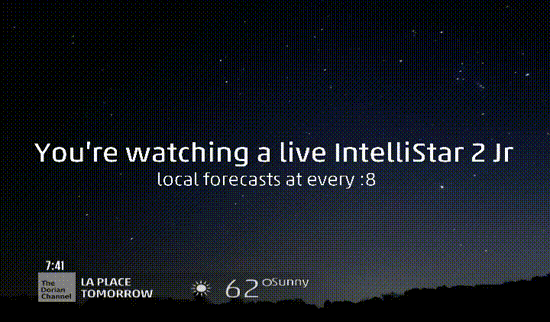 You're watching a live IntelliStar 2 Jr
local forecasts at every :8
7:41
The
Dorian
Channel
LA PLACE
TOMORROW
62° Sunny